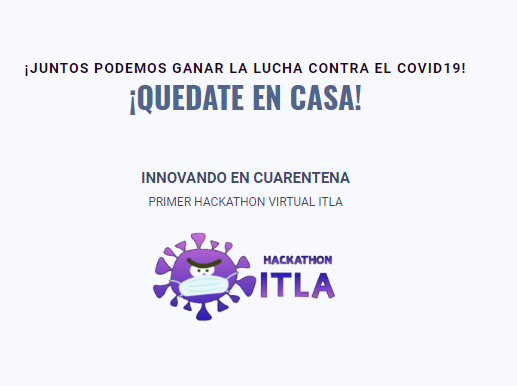 ¡JUNTOS PODEMOS GANAR LA LUCHA CONTRA EL COVID19!
¡QUEDATE EN CASA!
INNOVANDO EN CUARENTENA
PRIMER HACKATHON VIRTUAL ITLA
HACKATHON
ITLA